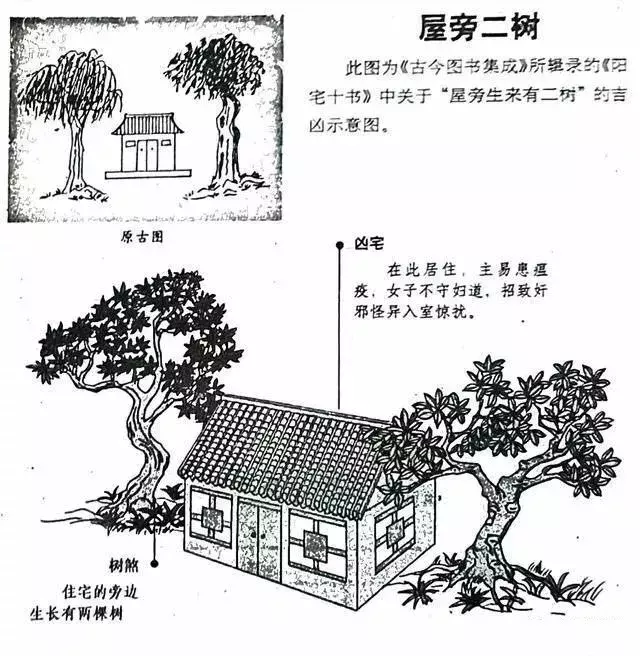 屋旁二树
此图为《古今图书集成》所辑录的《阳
宅十书》中关于“屋旁生来有二树”的吉
凶示意图。
原古图
凶宅
在此居住，主易患瘟
疫，女子不守妇道，招致奸
邪怪异入室惊扰。
树煞
住宅的旁边
生长有两棵树